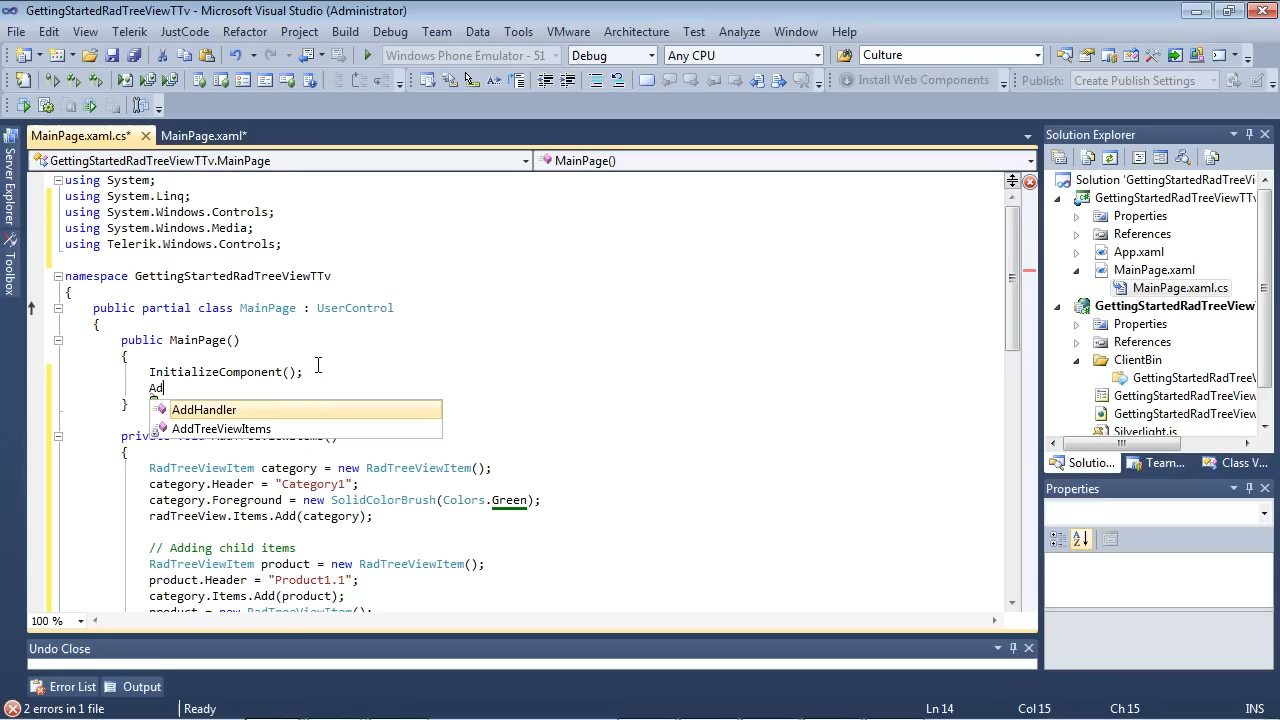 GettingStartedRadTreeViewTTv - Microsoft Visual Studio (Administrator)
File Edit View Telerik JustCode Refactor Project Build Debug Team Data Tools VMware Architecture Test Analyze Window Help
Windows Phone Emulator - 51 Debug Any CPU Culture
Install Web Components Publish: Create Publish Settings
MainPage.xaml.cs* MainPage.xaml*
GettingStartedRadTreeViewTTv.MainPage MainPage()
using System;
using System.Linq;
using System.Windows.Controls;
using System.Windows.Media;
using Telerik.Windows.Controls;
namespace GettingStartedRadTreeViewTTv
{
public partial class MainPage : UserControl
{
public MainPage()
{
InitializeComponent();
Ad
}
AddHandler
AddTreeViewItems
{
RadTreeViewItem category = new RadTreeViewItem();
category.Header = "Category1";
category.Foreground = new SolidColorBrush(Colors.Green);
radTreeView.Items.Add(category);
// Adding child items
RadTreeViewItem product = new RadTreeViewItem();
product.Header = "Product1.1";
category.Items.Add(product);
product = new RadTreeViewItem();
100 %
Server Explorer
Toolbox
Solution Explorer
Solution 'GettingStartedRadTreeVi
GettingStartedRadTreeViewTTv
Properties
References
App.xaml
MainPage.xaml
MainPage.xaml.cs
GettingStartedRadTreeView
Properties
References
ClientBin
GettingStartedRadTreeVi
GettingStartedRadTreeView
GettingStartedRadTreeView
Silverlight.js
Solutio... Team... Class V...
Properties
Undo Close
Error List Output
2 errors in 1 file Ready Ln 14 Col 15 Ch 15 INS